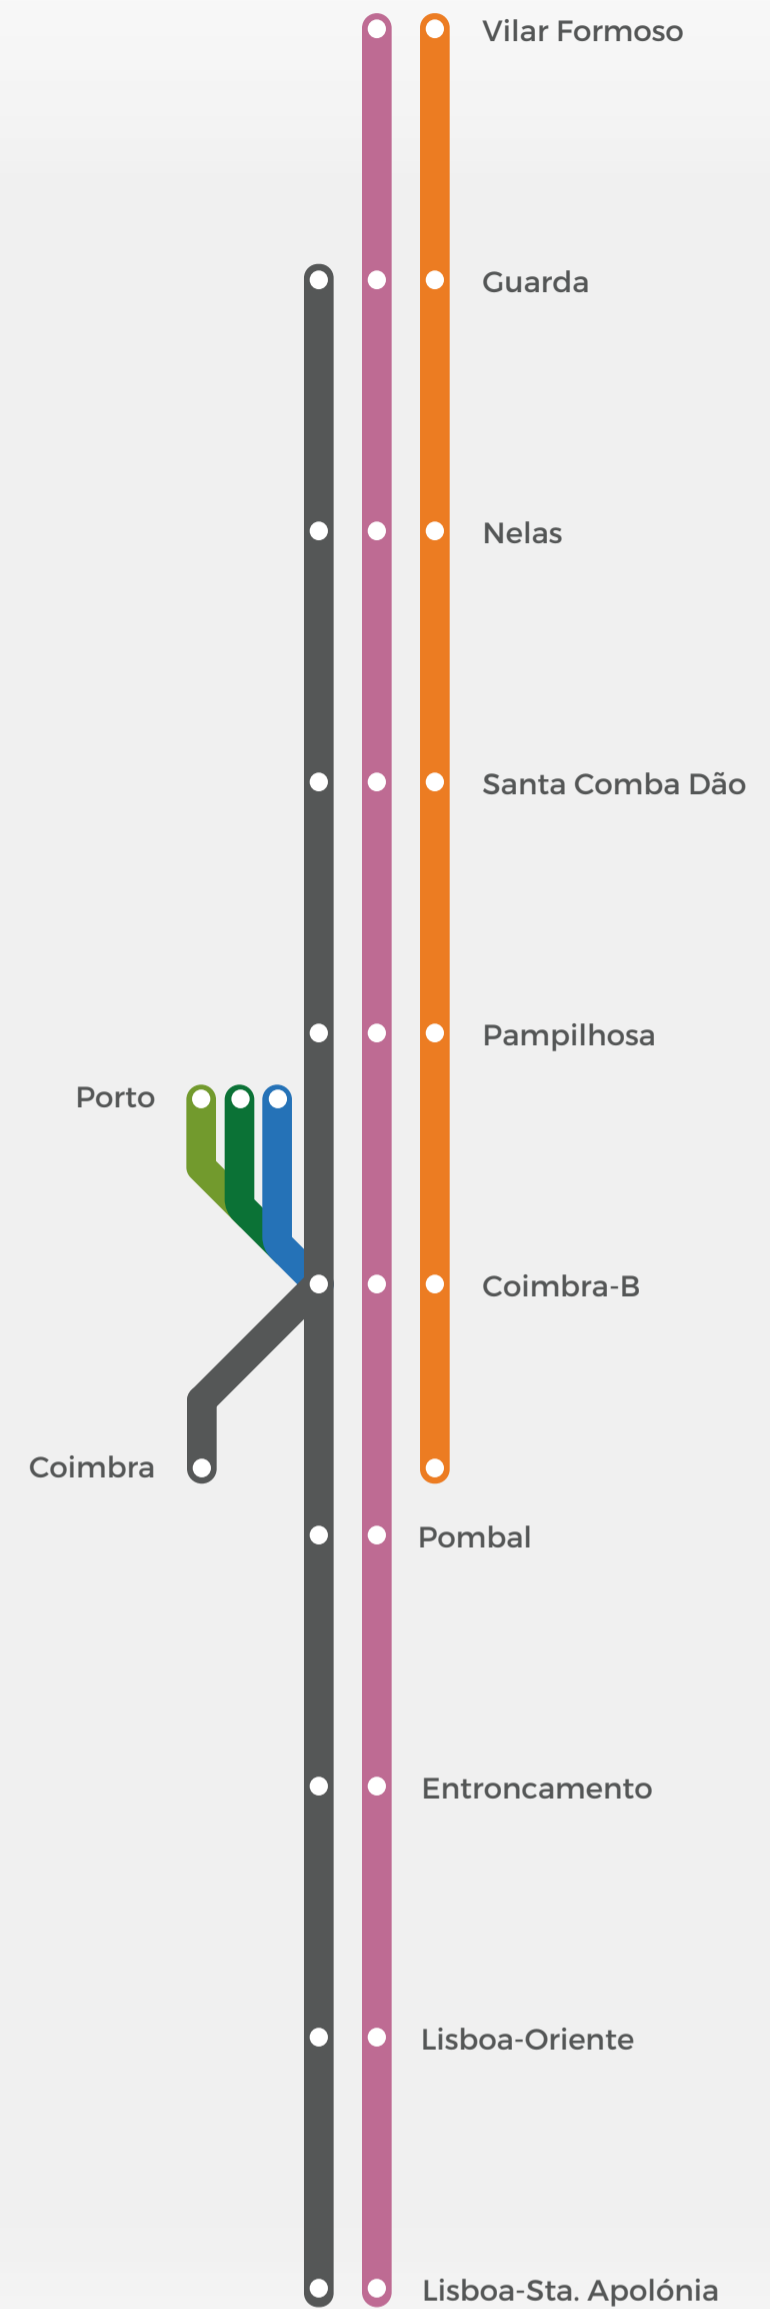 Vilar Formoso
Guarda
Nelas
Santa Comba Dão
Pampilhosa
Porto
Coimbra-B
Coimbra
Pombal
Entroncamento
Lisboa-Oriente
Lisboa-Sta. Apolónia